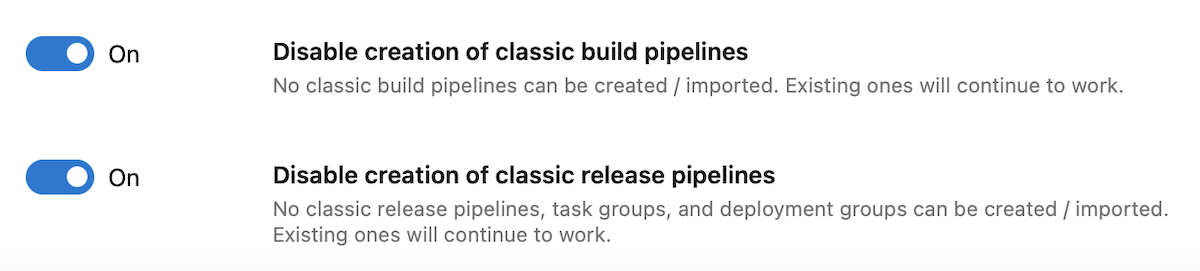 On
Disable creation of classic build pipelines
No classic build pipelines can be created / imported. Existing ones will continue to work.
On
Disable creation of classic release pipelines
No classic release pipelines, task groups, and deployment groups can be created / imported.
Existing ones will continue to work.